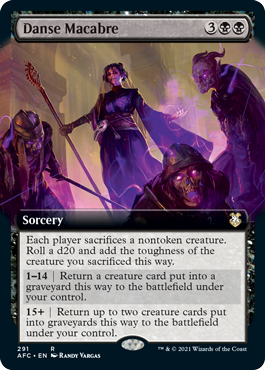 Danse Macabre 3
Sorcery
Each player sacrifices a nontoken creature.
Roll a d20 and add the toughness of the
creature you sacrificed this way.
1–14 | Return a creature card put into a
graveyard this way to the battlefield under
your control.
15+ | Return up to two creature cards put
into graveyards this way to the battlefield
under your control.
291 R
AFC • EN RANDY VARGAS ™ & © 2021 Wizards of the Coast